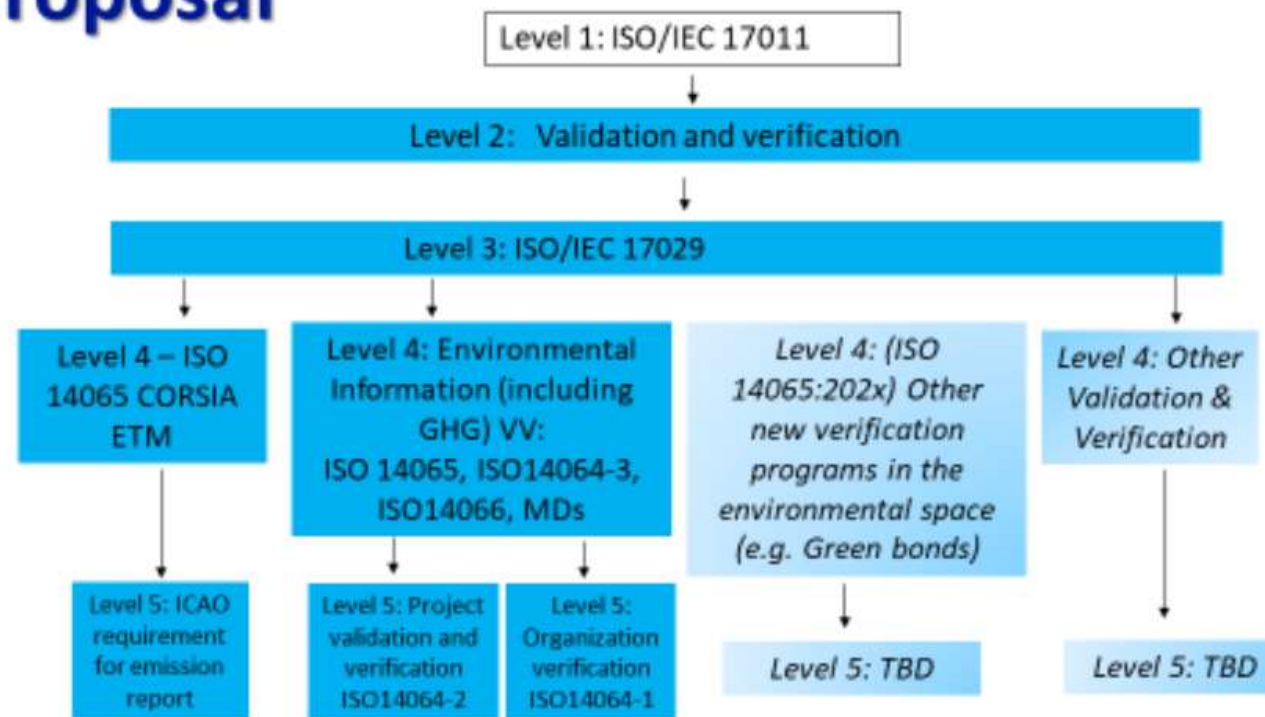 roposal
Level 1: ISO/IEC 17011
Level 2: Validation and verification
Level 3: ISO/IEC 17029
Level 4 – ISO
14065 CORSIA
ETM
Level 4: Environmental
Information (including
GHG) VV:
ISO 14065, ISO14064-3,
ISO14066, MDs
Level 4: (ISO
14065:202x) Other
new verification
programs in the
environmental space
(e.g. Green bonds)
Level 4: Other
Validation &
Verification
Level 5: ICAO
requirement
for emission
report
Level 5: Project
validation and
verification
ISO14064-2
Level 5:
Organization
verification
ISO14064-1
Level 5: TBD
Level 5: TBD